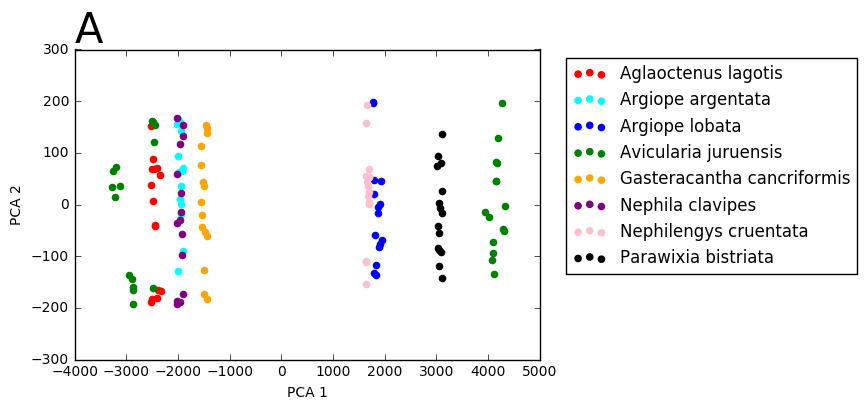 A
300
200
100
0
−100
−200
−300
PCA 2
−4000 −3000 −2000 −1000 0 1000 2000 3000 4000 5000
PCA 1
Aglaoctenus lagotis
Argiope argentata
Argiope lobata
Avicularia juruensis
Gasteracantha cancriformis
Nephila clavipes
Nephilengys cruentata
Parawixia bistriata